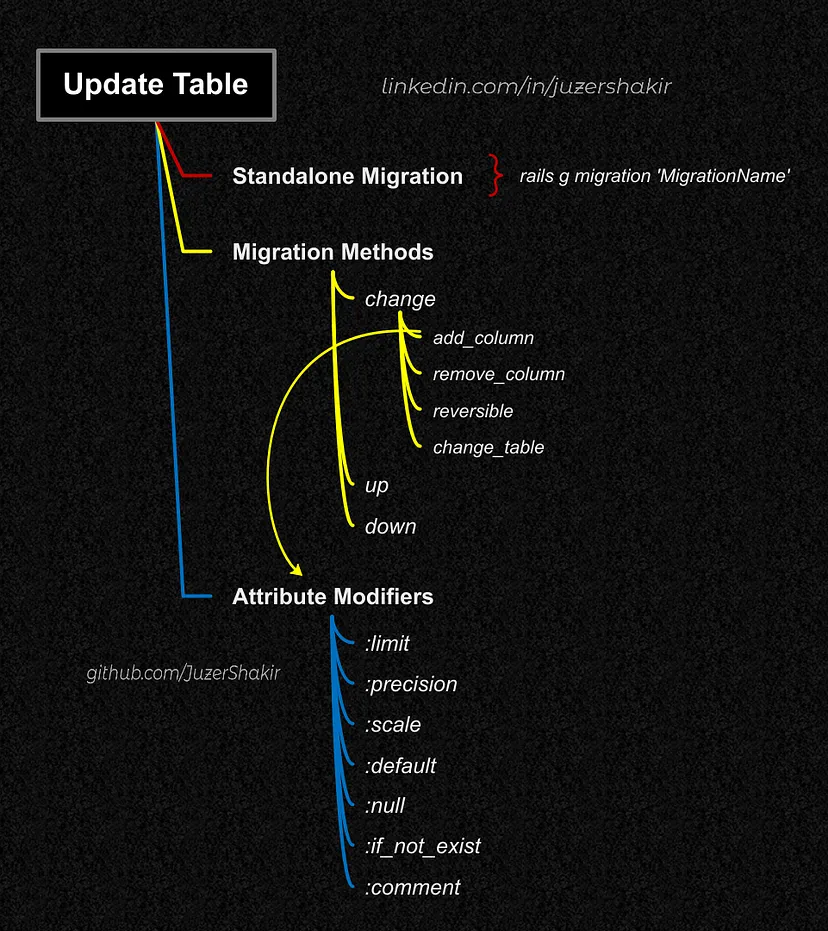 Update Table
linkedin.com/in/juzershakir
Standalone Migration
rails g migration 'MigrationName'
Migration Methods
change
add_column
remove_column
reversible
change_table
up
down
Attribute Modifiers
:limit
github.com/JuzerShakir
:precision
:scale
:default
:null
:if_not_exist
:comment